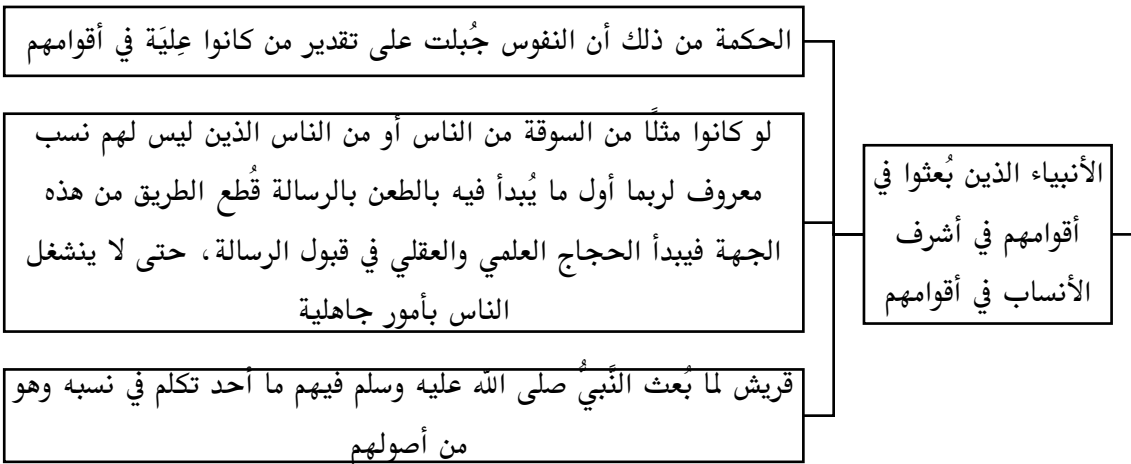 الأنبياء الذين بُعثوا في
أقوامهم في أشرف
الأنساب في أقوامهم
الحكمة من ذلك أن النفوس جُبلت على تقدير من كانوا عِليَة في أقوامهم
لو كانوا مثلًا من السوقة من الناس أو من الناس الذين ليس لهم نسب
معروف لربما أول ما يُبدأ فيه بالطعن بالرسالة قُطع الطريق من هذه
الجهة فيبدأ الحجاج العلمي والعقلي في قبول الرسالة، حتى لا ينشغل
الناس بأمور جاهلية
قريش لما بُعث النَّبيُّ صلى الله عليه وسلم فيهم ما أحد تكلم في نسبه وهو
من أصولهم